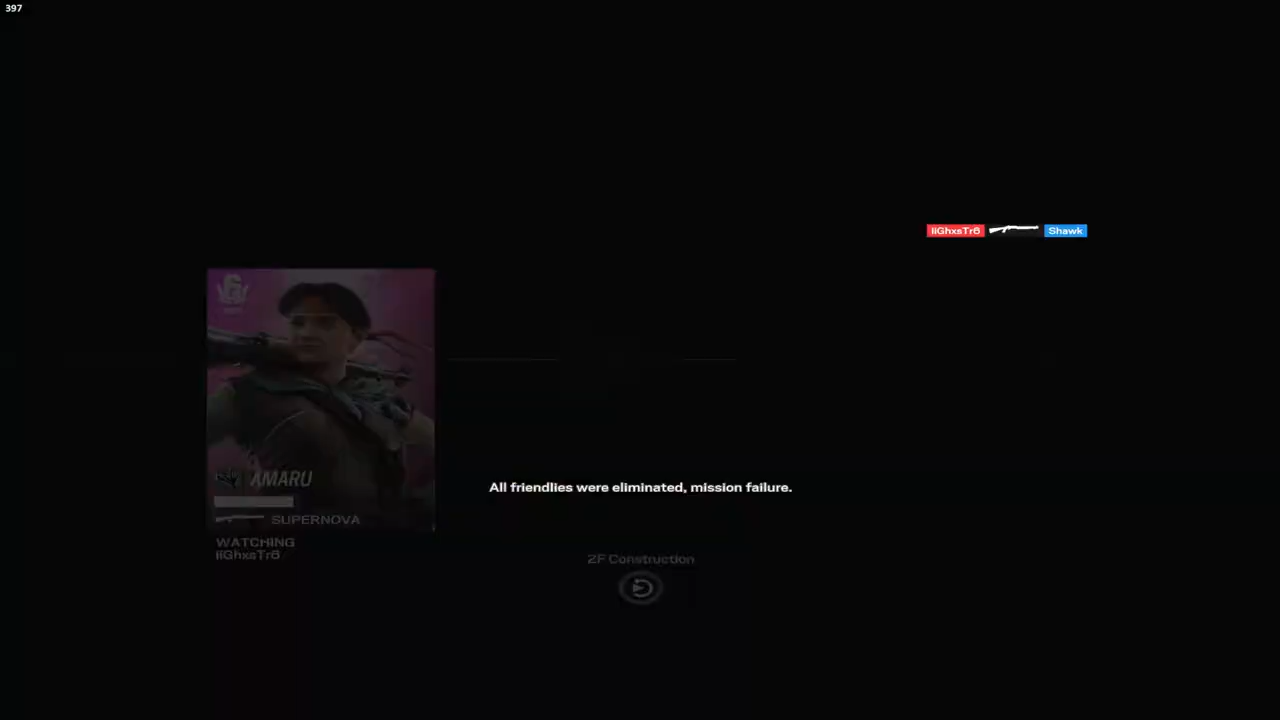 397
iiGhxsTr6 Shawk
AMARU
SUPERNOVA
WATCHING
iiGhxsTr6
All friendlies were eliminated, mission failure.
2F Construction